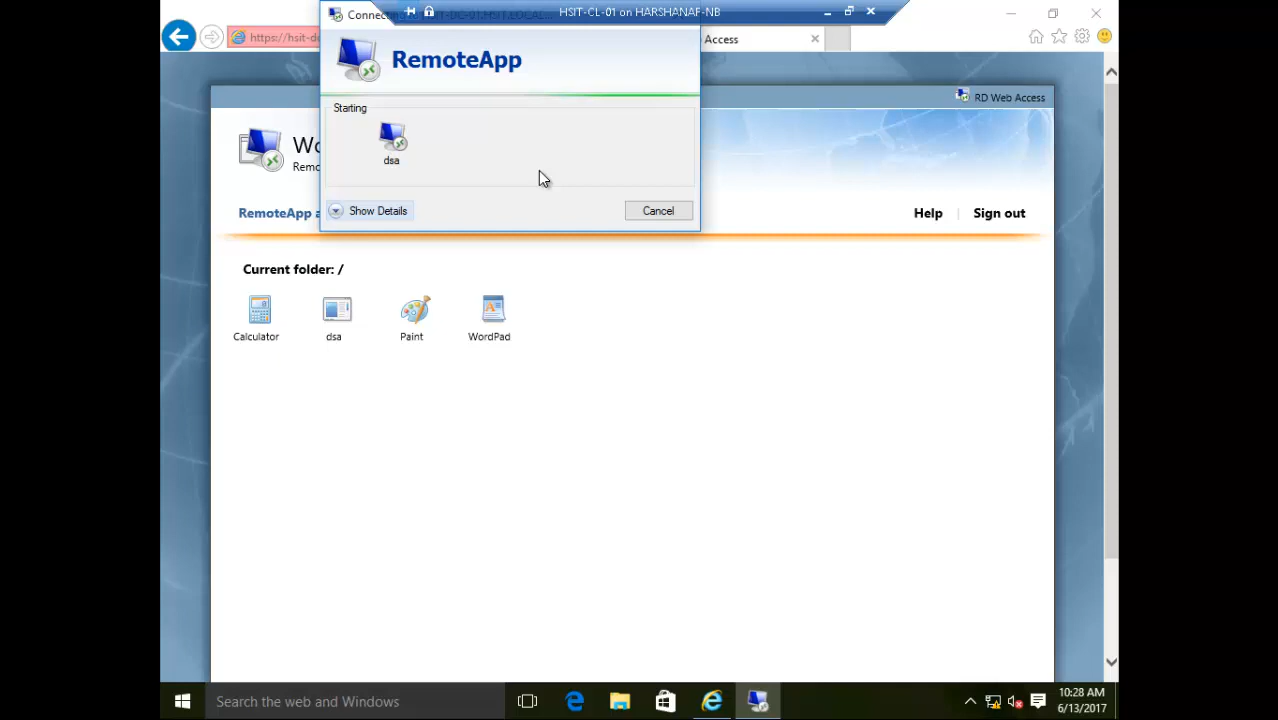 HSIT-CL-01 on HARSHANAF-NB
https://hsit-d
Access
RemoteApp
Starting
dsa
Show Details
Cancel
RD Web Access
Wo
Remo
RemoteApp a
Help | Sign out
Current folder: /
Calculator
dsa
Paint
WordPad
Search the web and Windows
10:28 AM
6/13/2017